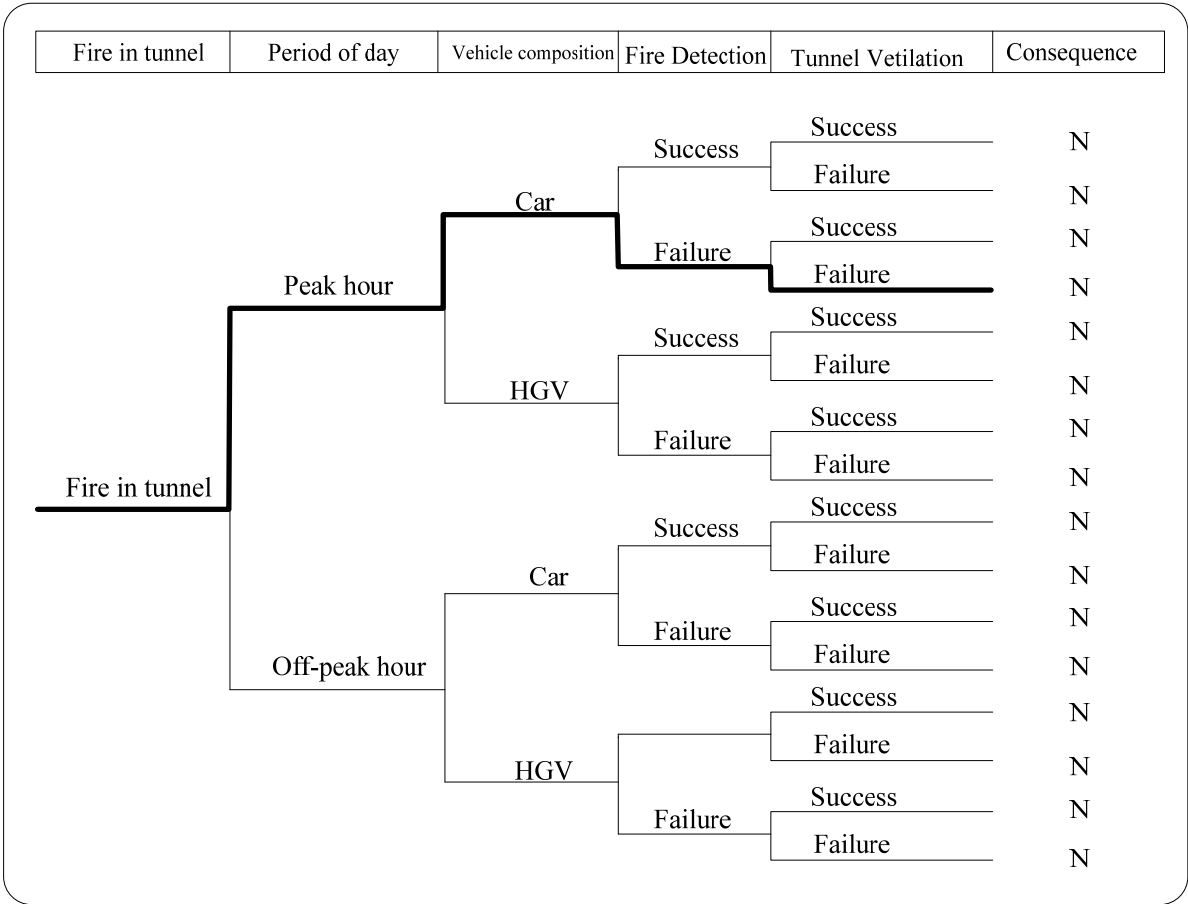 Fire in tunnel Period of day Vehicle composition Fire Detection Tunnel Vetilation Consequence
Success
Success N
Failure
Car N
Success
Failure N
Failure
Peak hour N
Success
Success N
Failure
HGV N
Success
Failure N
Failure
Fire in tunnel N
Success
Success N
Failure
Car N
Success
Failure N
Failure
Off-peak hour N
Success
N
Failure
HGV N
Success
Failure N
Failure
N